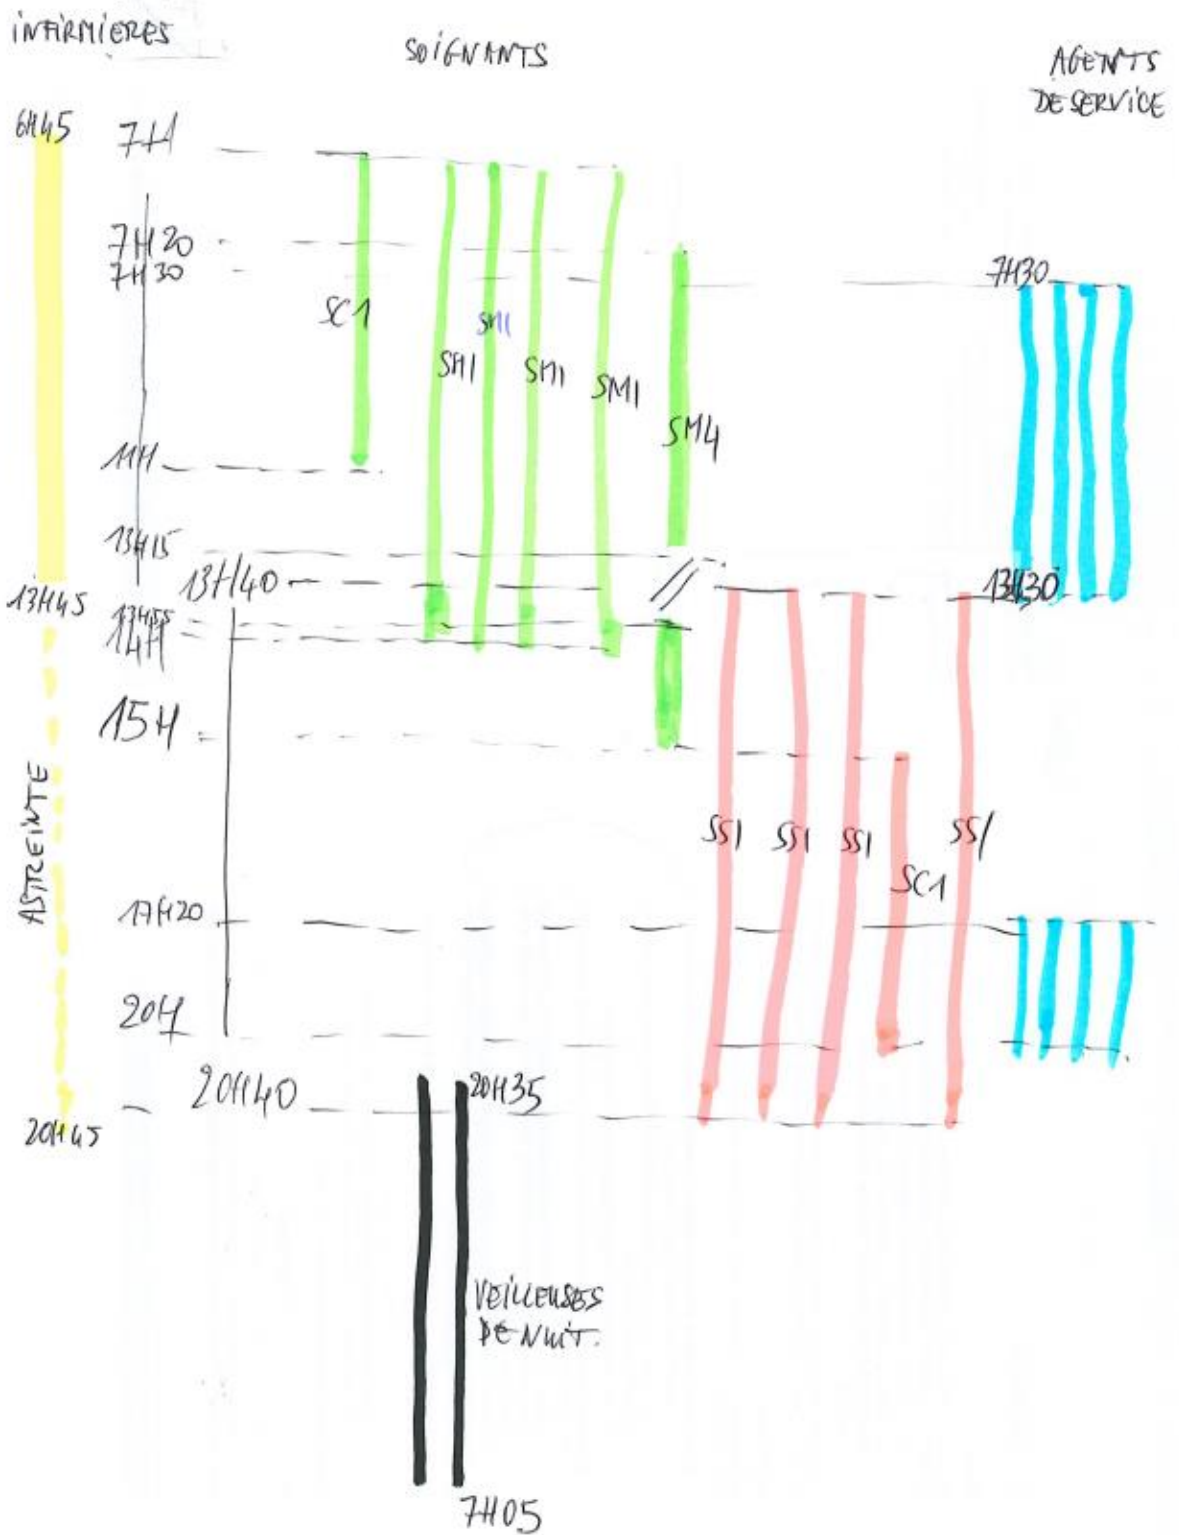 INFIRMIERES
SOIGNANTS
AGENTS
DE SERVICE
6H45
7H
7H20
7H30
7H30
SC1
SM1
SM1
SM1
SM1
SM4
11H
13H15
13H40
13H30
13H45
13H55
14H
15H
ASTREINTE
SS1
SS1
SS1
SC1
SS1
17H20
20H
20H40
20H35
20H45
VEILLEUSES
DE NUIT.
7H05